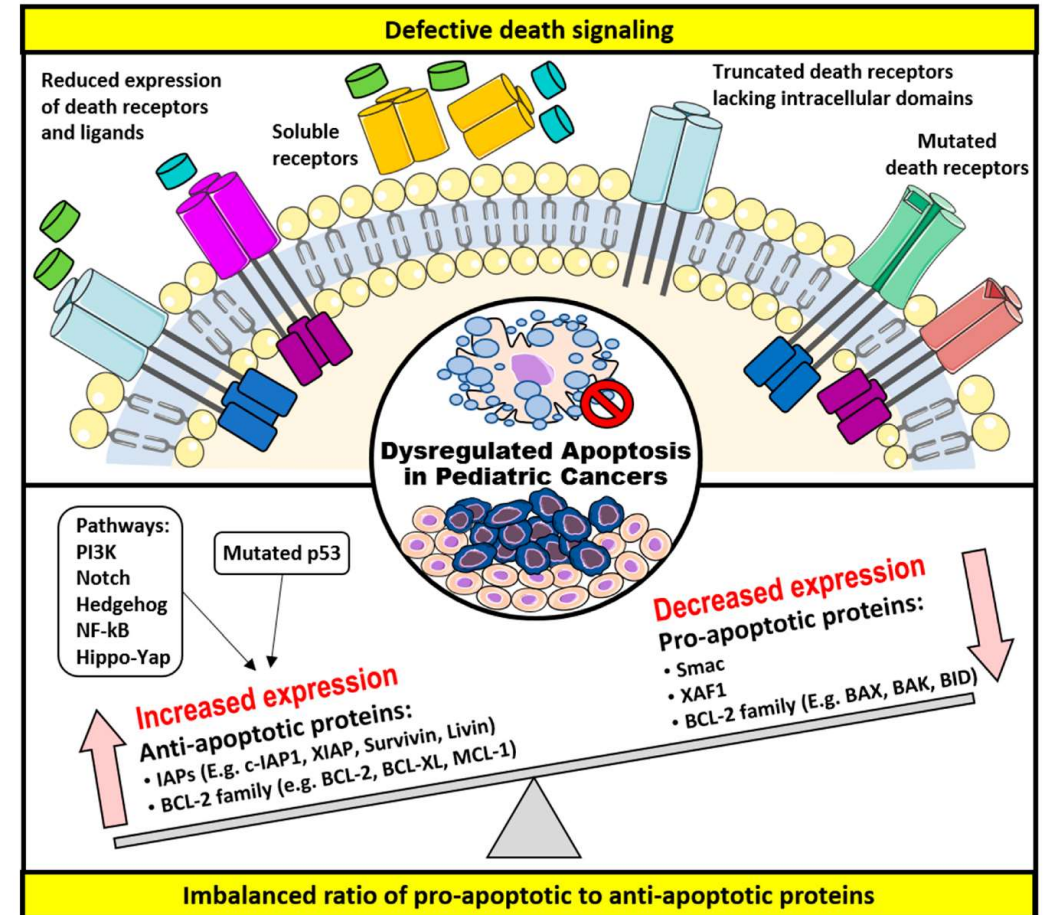 Defective death signaling
Reduced expression
of death receptors
and ligands
Soluble
receptors
Truncated death receptors
lacking intracellular domains
Mutated
death receptors
Dysregulated Apoptosis
in Pediatric Cancers
Pathways:
PI3K
Notch
Hedgehog
NF-kB
Hippo-Yap
Mutated p53
Increased expression
Anti-apoptotic proteins:
• IAPs (E.g. c-IAP1, XIAP, Survivin, Livin)
• BCL-2 family (e.g. BCL-2, BCL-XL, MCL-1)
Decreased expression
Pro-apoptotic proteins:
• Smac
• XAF1
• BCL-2 family (E.g. BAX, BAK, BID)
Imbalanced ratio of pro-apoptotic to anti-apoptotic proteins